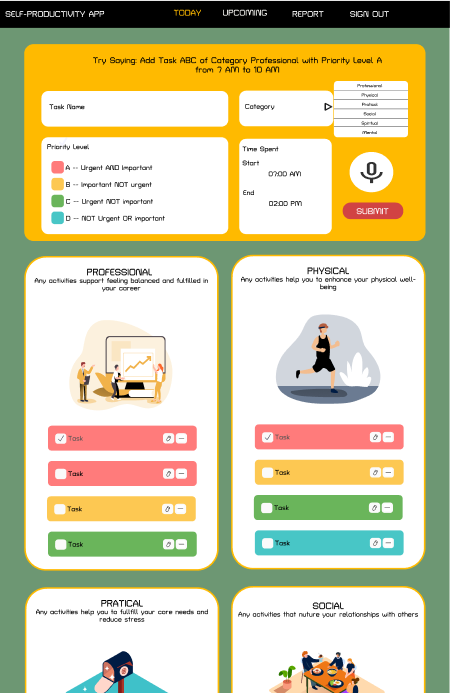 SELF-PRODUCTIVITY APP TODAY UPCOMING REPORT SIGN OUT
Try Saying: Add Task ABC of Category Professional with Priority Level A
from 7 AM to 10 AM
Task Name
Category
Professional
Physical
Pratical
Social
Spiritual
Mental
Priority Level
A -- Urgent AND Important
B -- Important NOT urgent
C -- Urgent NOT important
D -- NOT Urgent OR important
Time Spent
Start
07:00 AM
End
02:00 PM
SUBMIT
PROFESSIONAL
Any activities support feeling balanced and fulfilled in
your career
Task
Task
Task
Task
PHYSICAL
Any activities help you to enhance your physical well-
being
Task
Task
Task
Task
PRATICAL
Any activities help you to fullfill your core needs and
reduce stress
SOCIAL
Any activities that nuture your relationships with others